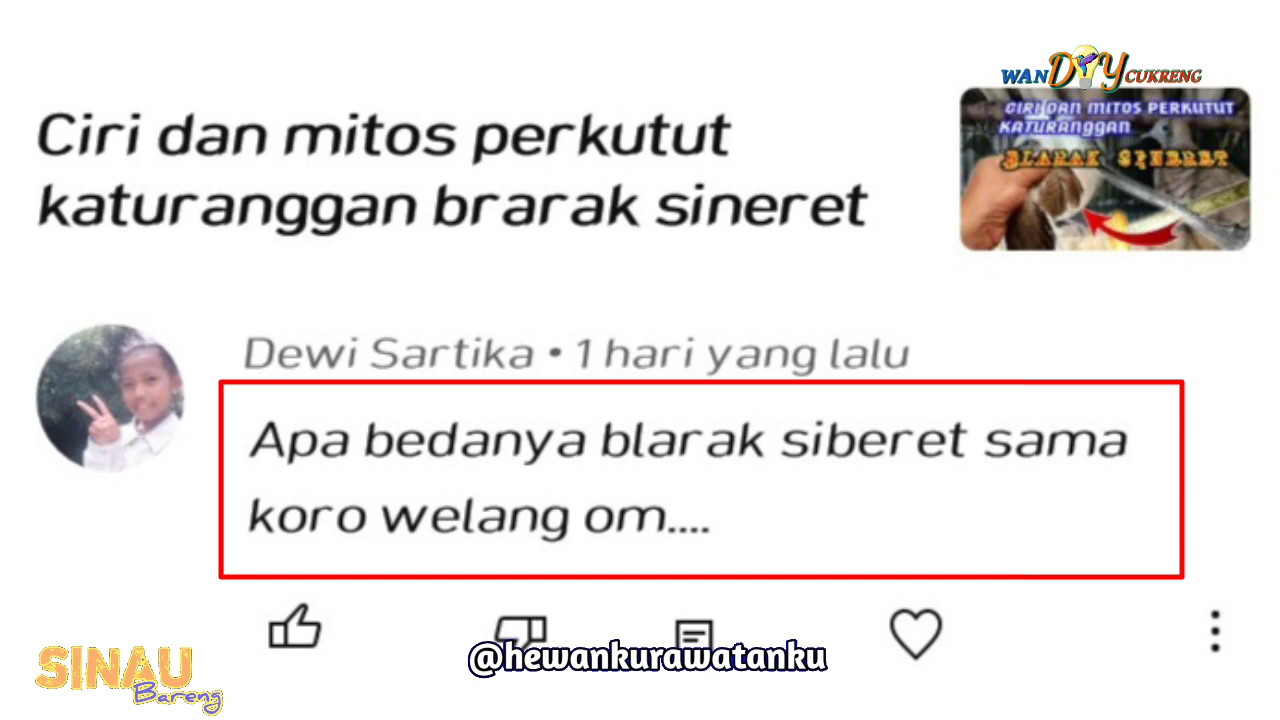 WAN DIY CUKRENG
Ciri dan mitos perkutut
katuranggan brarak sineret
CIRI DAN MITOS PERKUTUT
KATURANGGAN
BLARAK SINERET
Dewi Sartika • 1 hari yang lalu
Apa bedanya blarak siberet sama
koro welang om....
@hewankurawatanku
SINAU
Bareng